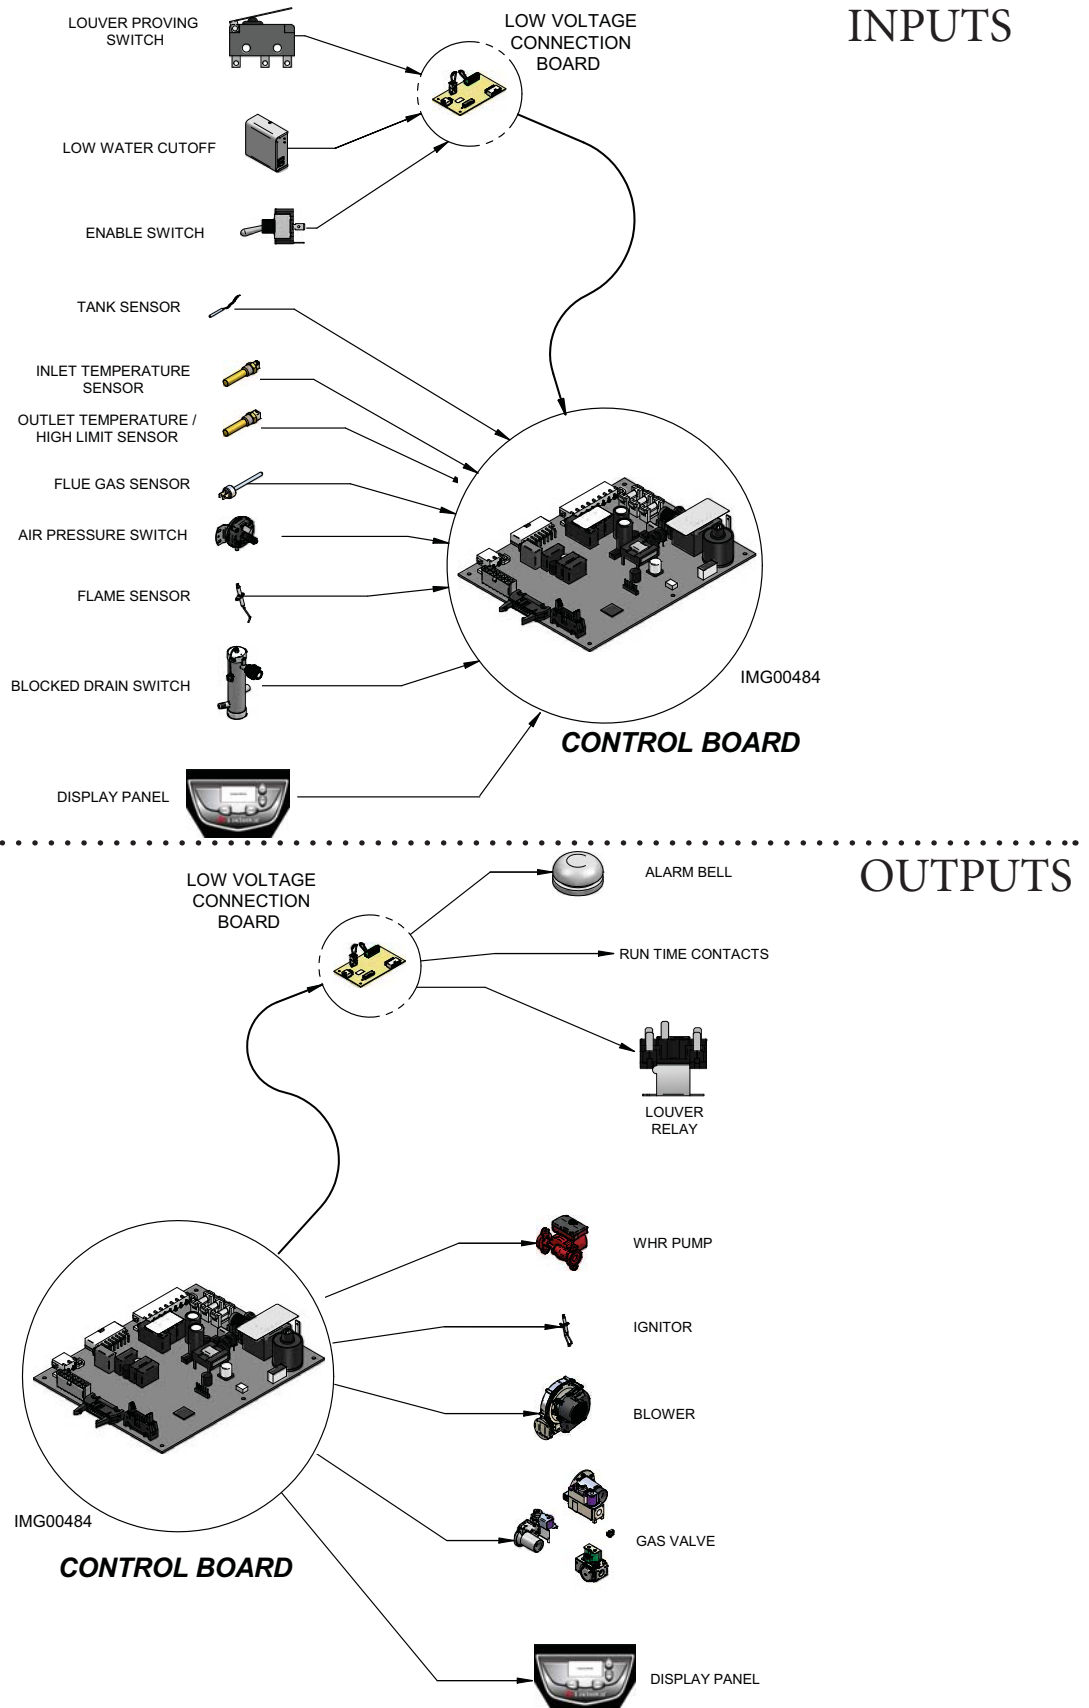 INPUTS
LOUVER PROVING
SWITCH
LOW VOLTAGE
CONNECTION
BOARD
LOW WATER CUTOFF
ENABLE SWITCH
TANK SENSOR
INLET TEMPERATURE
SENSOR
OUTLET TEMPERATURE /
HIGH LIMIT SENSOR
FLUE GAS SENSOR
AIR PRESSURE SWITCH
FLAME SENSOR
BLOCKED DRAIN SWITCH
IMG00484
CONTROL BOARD
DISPLAY PANEL
OUTPUTS
LOW VOLTAGE
CONNECTION
BOARD
ALARM BELL
RUN TIME CONTACTS
LOUVER
RELAY
WHR PUMP
IGNITOR
BLOWER
GAS VALVE
IMG00484
CONTROL BOARD
DISPLAY PANEL